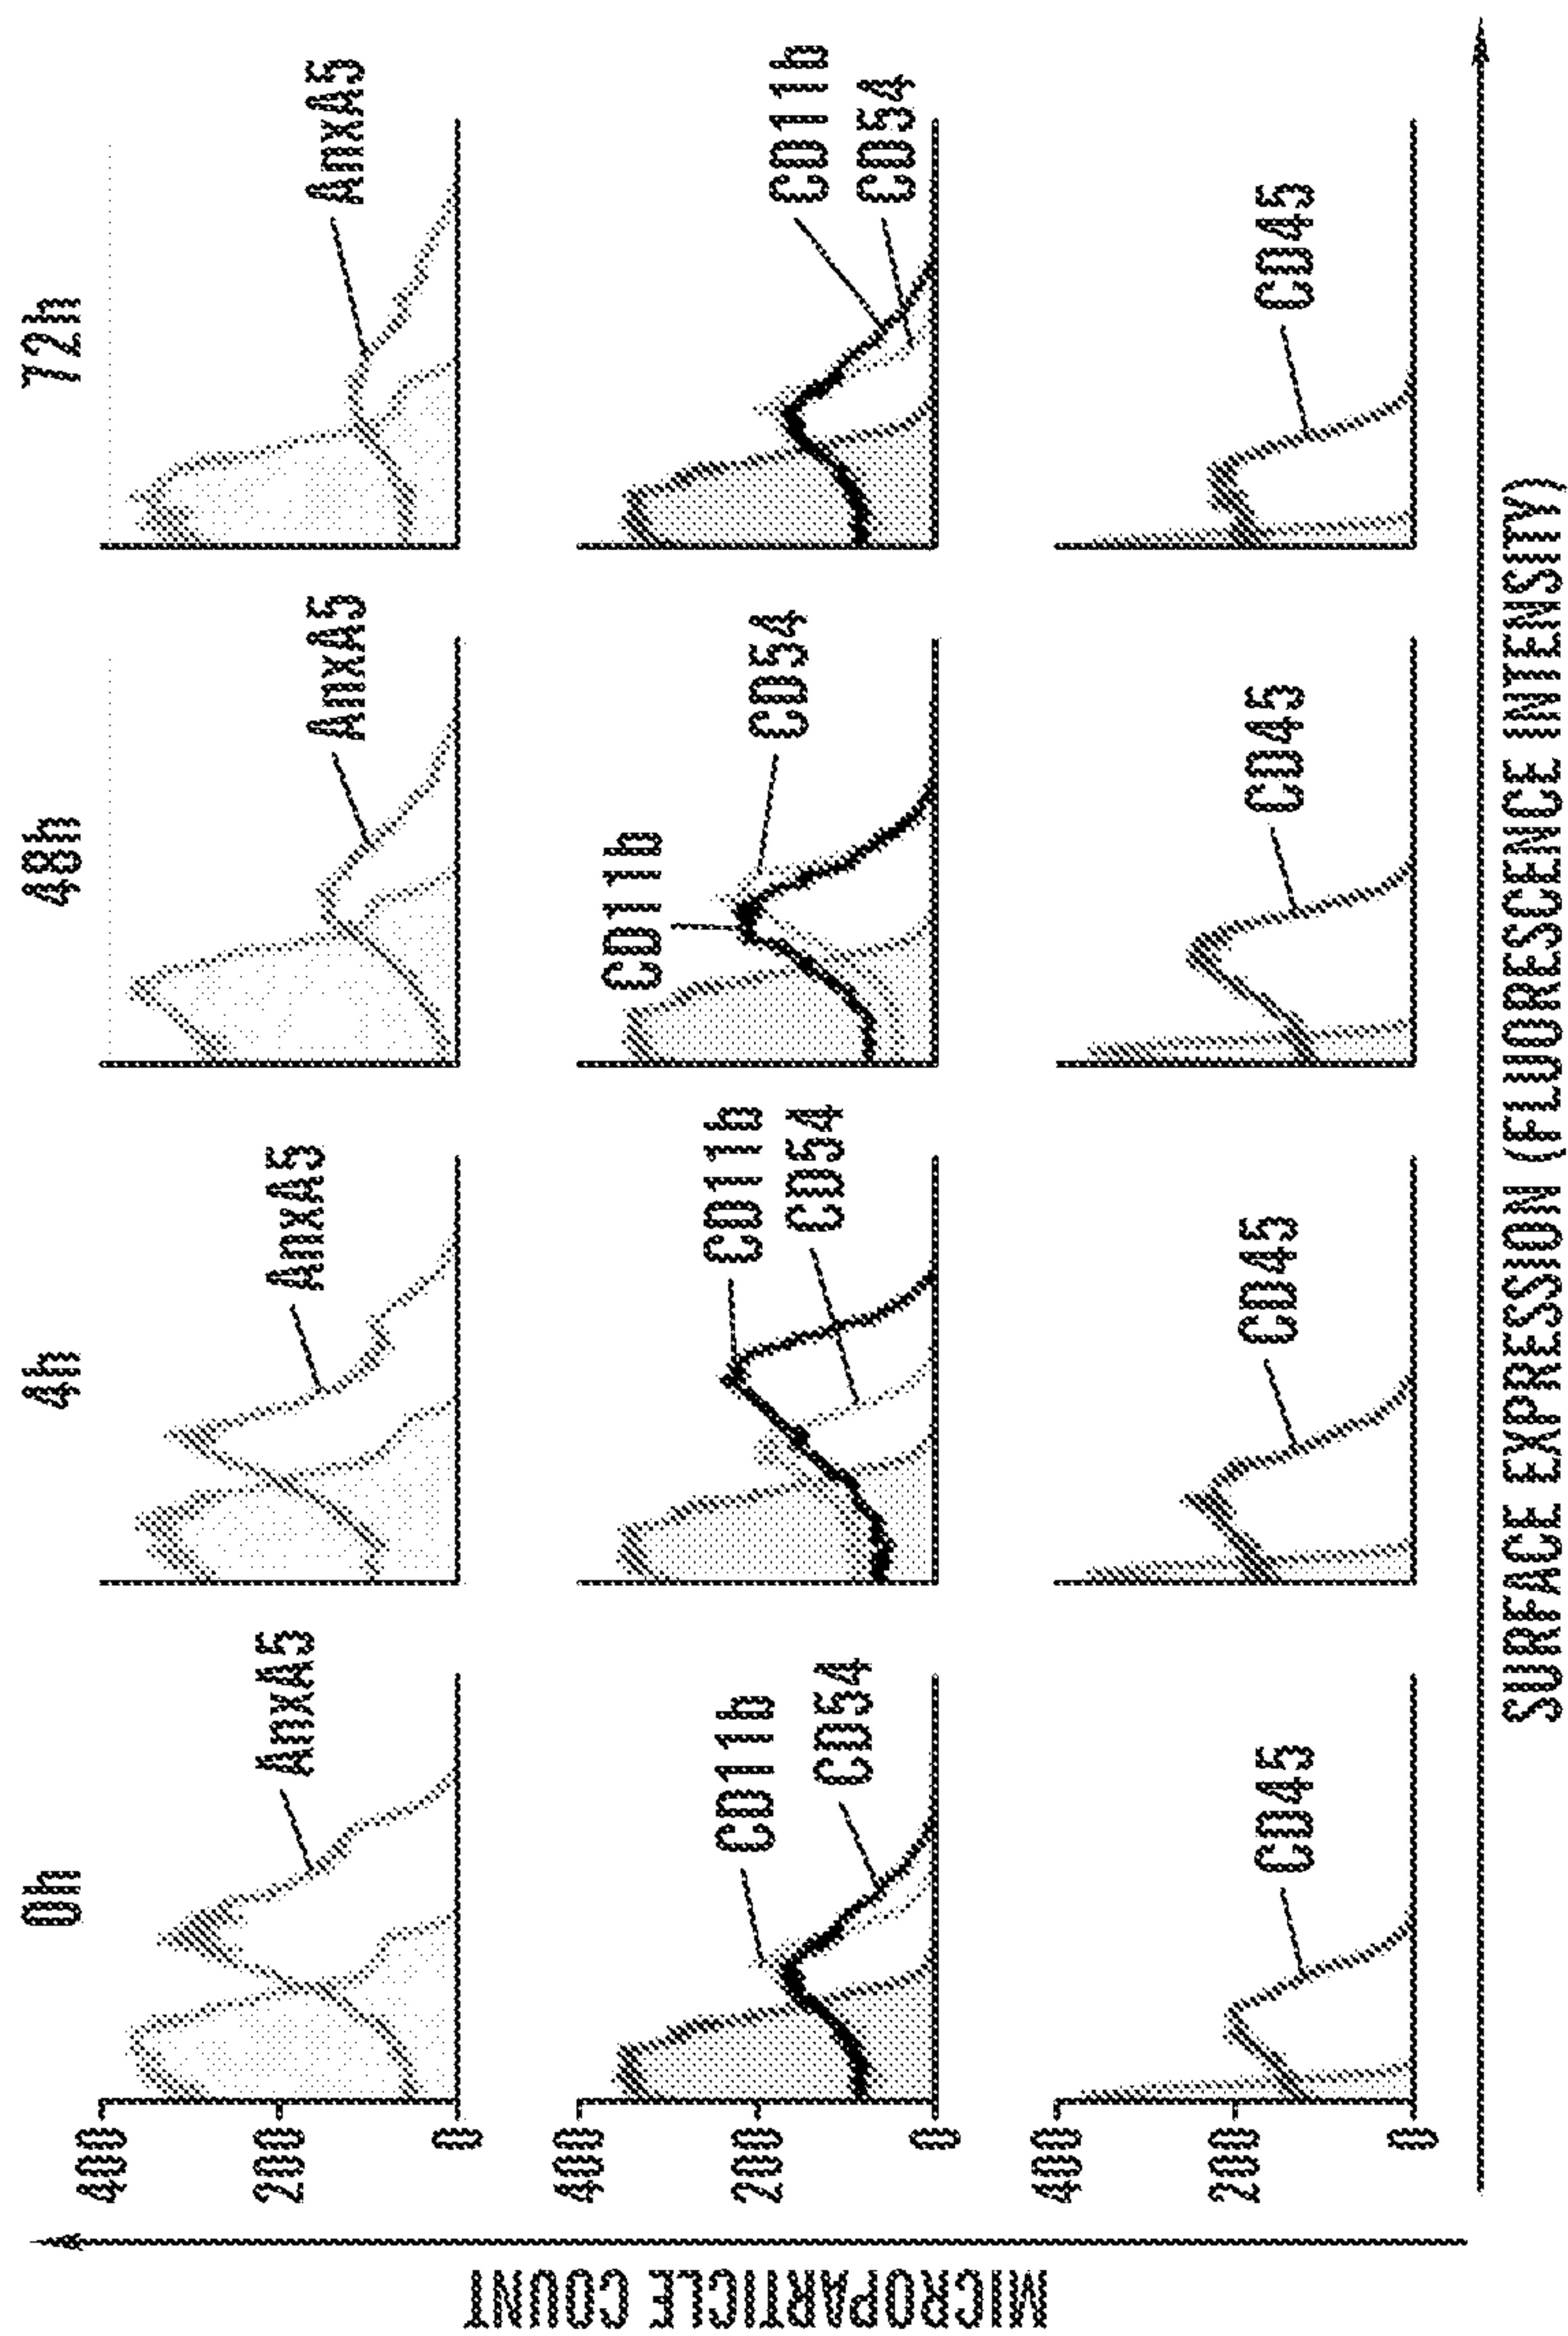 0h
4h
48h
72h
MICROPARTICLE COUNT
400
200
0
AnxA5
AnxA5
AnxA5
AnxA5
400
200
0
CD11b
CD54
CD11b
CD54
CD11b
CD54
CD11b
CD54
400
200
0
CD45
CD45
CD45
CD45
SURFACE EXPRESSION (FLUORESCENCE INTENSITY)